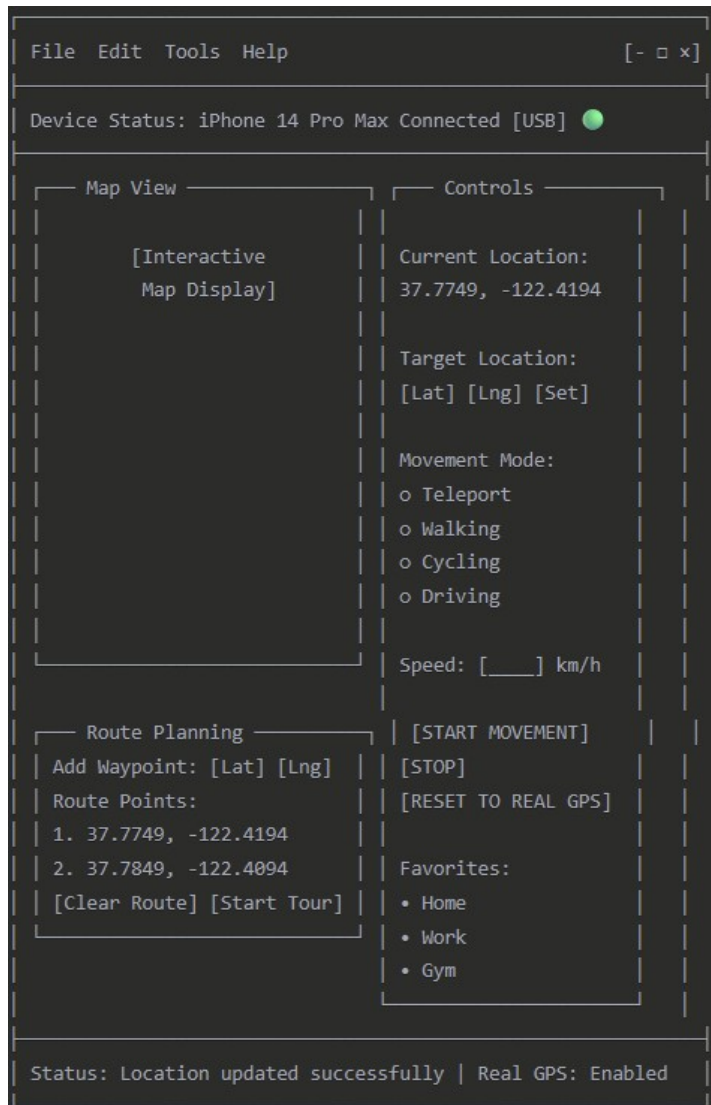 File Edit Tools Help [- □ ×]
Device Status: iPhone 14 Pro Max Connected [USB]
Map View
[Interactive
Map Display]
Controls
Current Location:
37.7749, -122.4194
Target Location:
[Lat] [Lng] [Set]
Movement Mode:
○ Teleport
○ Walking
○ Cycling
○ Driving
Speed: [____] km/h
[START MOVEMENT]
[STOP]
[RESET TO REAL GPS]
Favorites:
• Home
• Work
• Gym
Route Planning
Add Waypoint: [Lat] [Lng]
Route Points:
1. 37.7749, -122.4194
2. 37.7849, -122.4094
[Clear Route] [Start Tour]
Status: Location updated successfully | Real GPS: Enabled